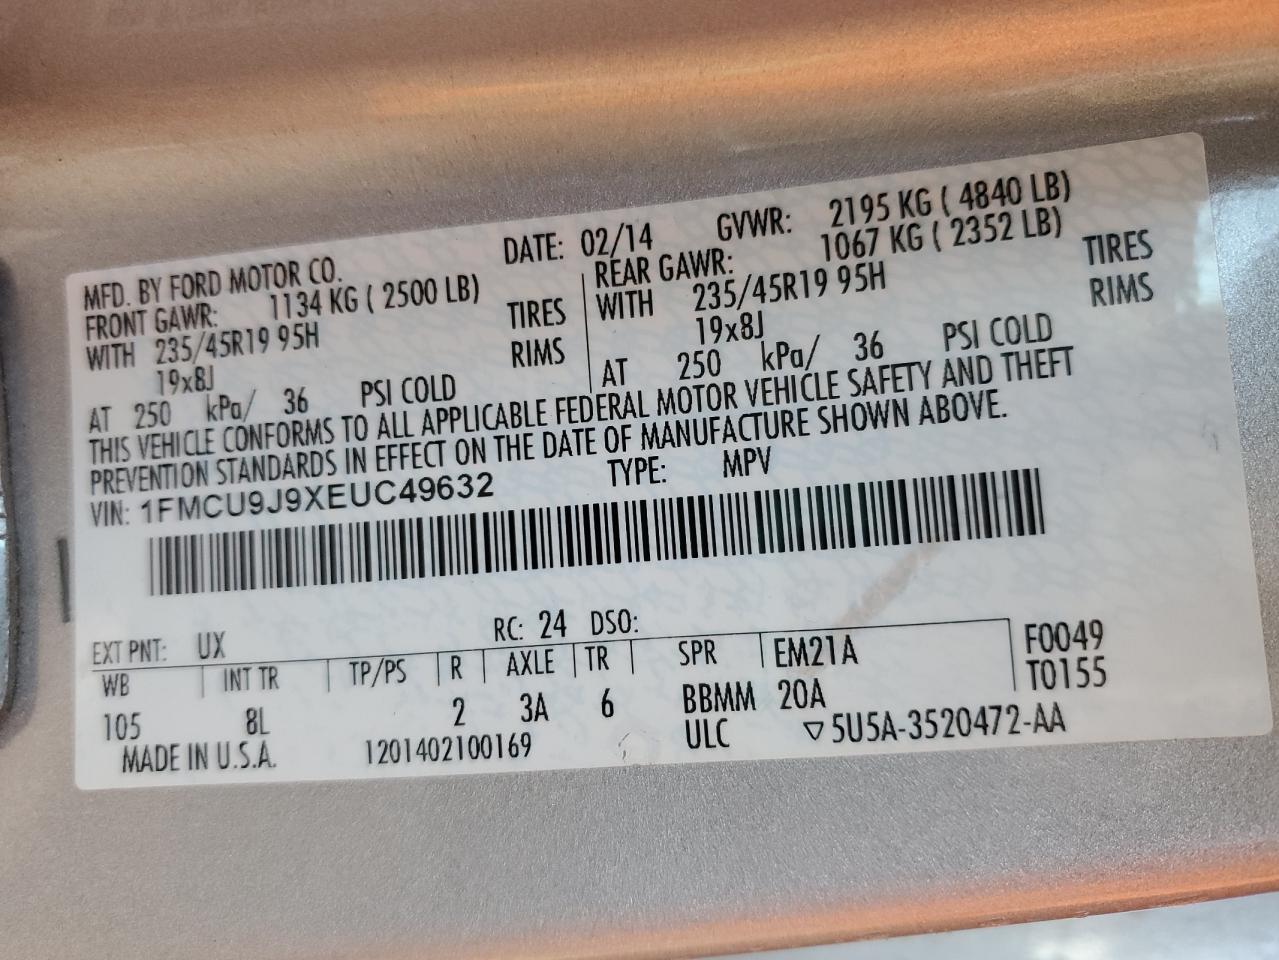 MFD. BY FORD MOTOR CO. DATE: 02/14 GVWR: 2195 KG ( 4840 LB)
FRONT GAWR: 1134 KG ( 2500 LB) REAR GAWR: 1067 KG ( 2352 LB)
WITH 235/45R19 95H TIRES WITH 235/45R19 95H TIRES
19x8J RIMS 19x8J RIMS
AT 250 kPa/ 36 PSI COLD AT 250 kPa/ 36 PSI COLD
THIS VEHICLE CONFORMS TO ALL APPLICABLE FEDERAL MOTOR VEHICLE SAFETY AND THEFT
PREVENTION STANDARDS IN EFFECT ON THE DATE OF MANUFACTURE SHOWN ABOVE.
VIN: 1FMCU9J9XEUC49632 TYPE: MPV
EXT PNT: UX RC: 24 DSO: F0049
WB INT TR TP/PS R AXLE TR SPR EM21A T0155
105 8L 2 3A 6 BBMM 20A
MADE IN U.S.A. 1201402100169 ULC ▽5U5A-3520472-AA